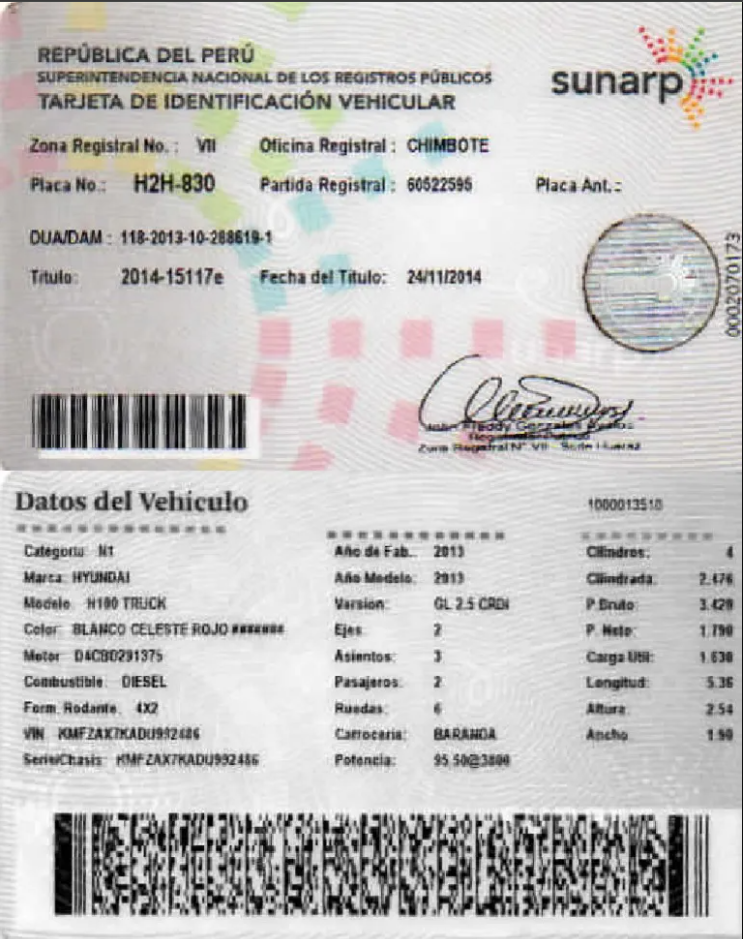 REPÚBLICA DEL PERÚ
SUPERINTENDENCIA NACIONAL DE LOS REGISTROS PÚBLICOS
TARJETA DE IDENTIFICACIÓN VEHICULAR
sunarp
Zona Registral No. : VII Oficina Registral : CHIMBOTE
Placa No.: H2H-830 Partida Registral : 60522595 Placa Ant.:
DUA/DAM : 118-2013-10-288619-1
Titulo: 2014-15117e Fecha del Titulo: 24/11/2014
0002070173
Freddy Gonzales
Registrador Publico
Zona Registral N° VII - Sede Huaraz
Datos del Vehículo
1000013510
Categoria: N1 Año de Fab.. 2013 Cilindros: 4
Marca: HYUNDAI Año Modelo: 2013 Cilindrada: 2.476
Modelo: H100 TRUCK Version: GL 2.5 CRDI P.Bruto: 3.420
Color: BLANCO CELESTE ROJO ####### Ejes: 2 P. Neto: 1.790
Motor: D4CBD291375 Asientos: 3 Carga Util: 1.630
Combustible: DIESEL Pasajeros: 2 Longitud: 5.36
Form. Rodante. 4X2 Ruedas: 6 Altura: 2.54
VIN: KMFZAX7KADU992486 Carroceria: BARANDA Ancho: 1.90
Serie/Chasis: KMFZAX7KADU992486 Potencia: 95.50@3800